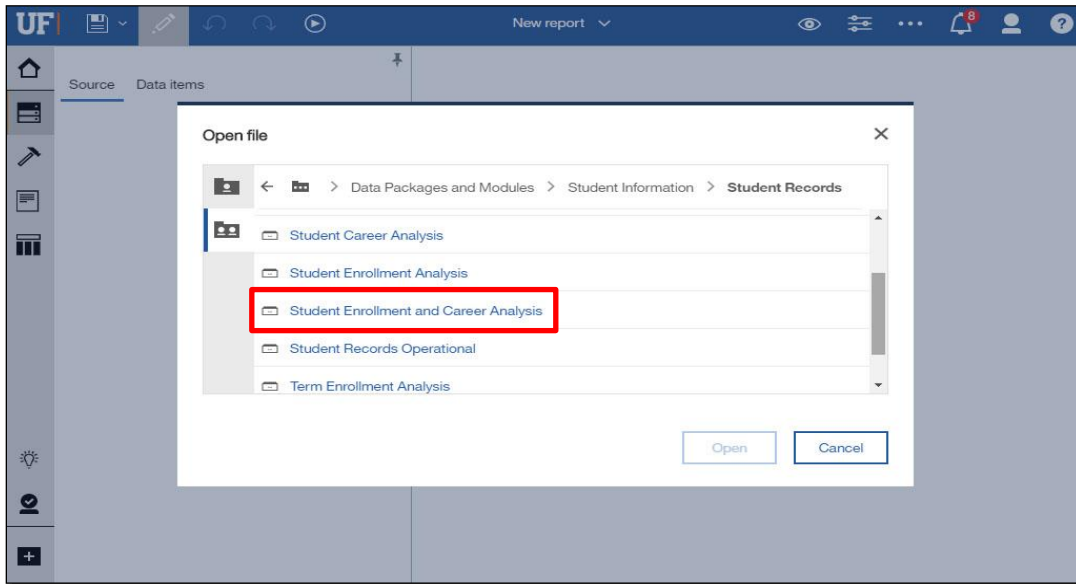 UF
New report
8
?
Source Data items
Open file
Data Packages and Modules > Student Information > Student Records
Student Career Analysis
Student Enrollment Analysis
Student Enrollment and Career Analysis
Student Records Operational
Term Enrollment Analysis
Open Cancel